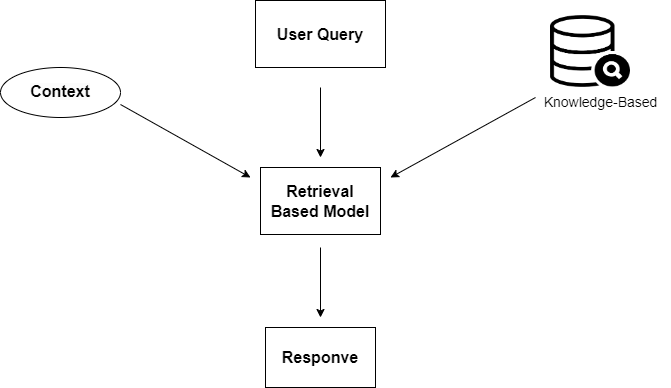 User Query
Context
Knowledge-Based
Retrieval
Based Model
Responve